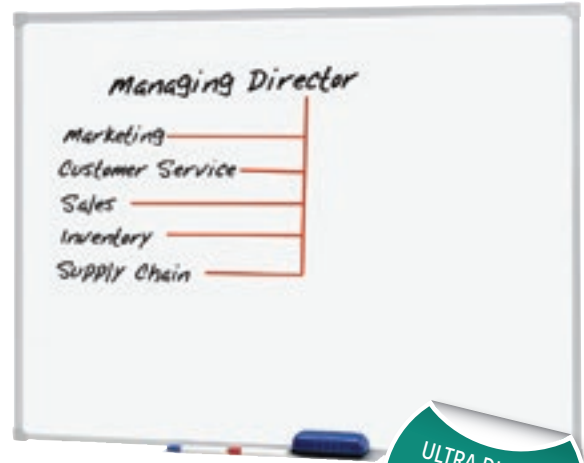 Managing Director
Marketing
Customer Service
Sales
Inventory
Supply Chain
ULTRA